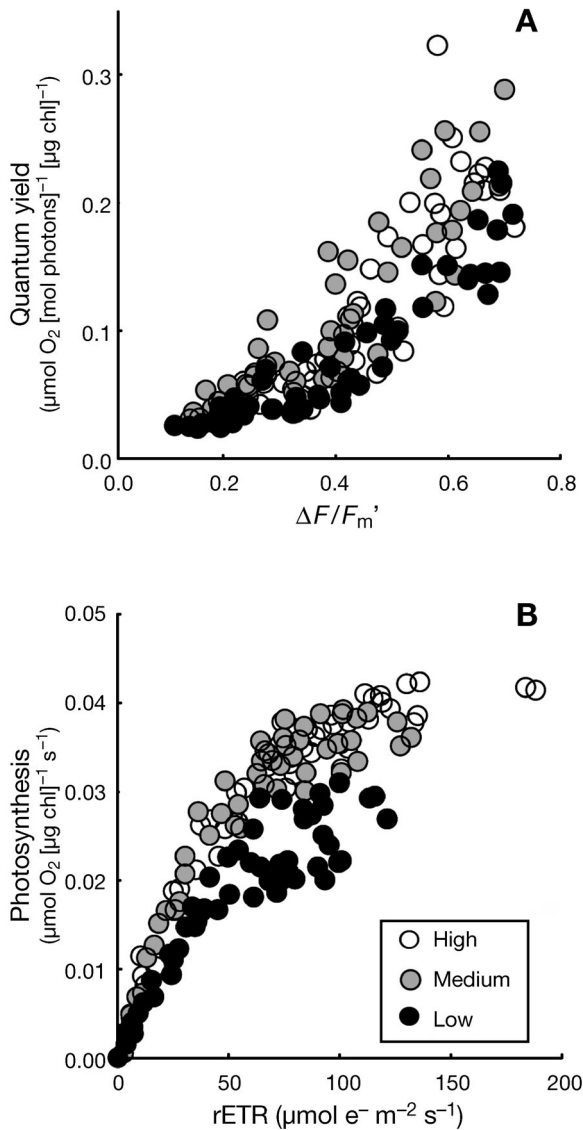 A
0.3
0.2
0.1
0.0
Quantum yield
(µmol O₂ [mol photons]⁻¹ [µg chl]⁻¹)
0.0 0.2 0.4 0.6 0.8
ΔF/Fm’
B
0.05
0.04
0.03
0.02
0.01
0.00
Photosynthesis
(µmol O₂ [µg chl]⁻¹ s⁻¹)
High
Medium
Low
0 50 100 150 200
rETR (µmol e⁻ m⁻² s⁻¹)